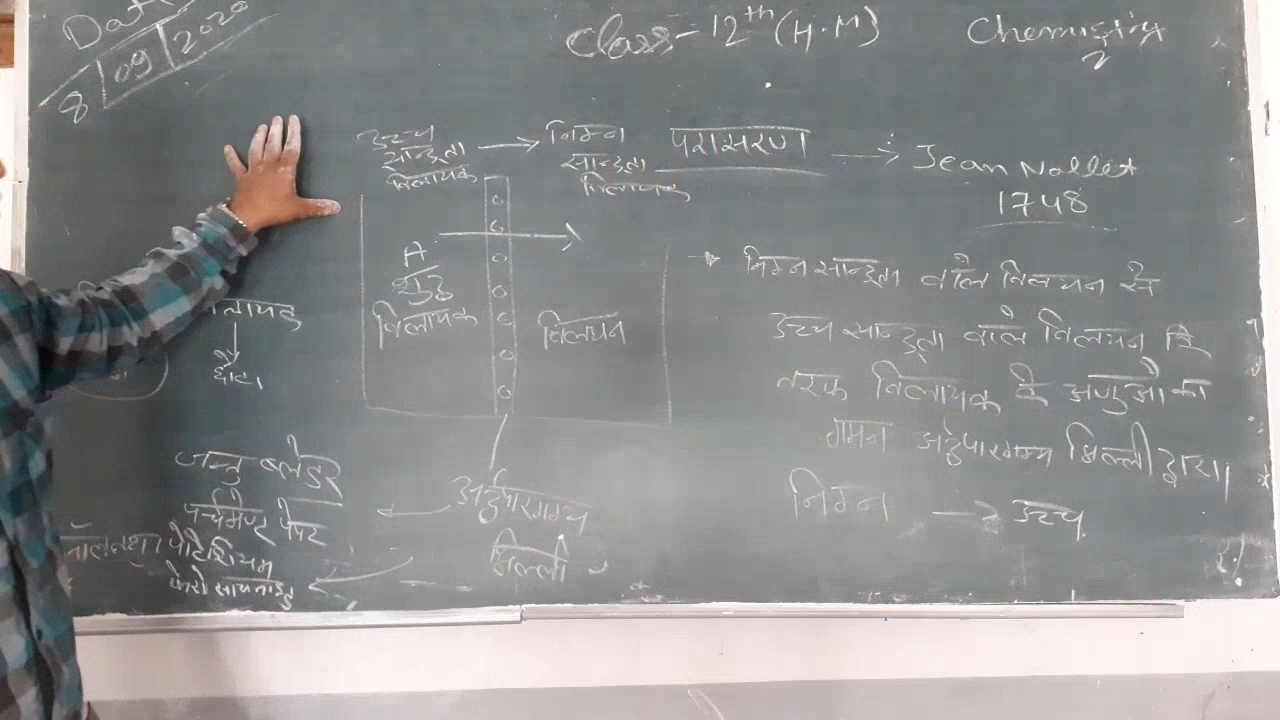 Date
8 | 09 | 2020
Class - 12th (H.M)
Chemistry
2
उच्च
सान्द्रता
विलायक
→ निम्न
सान्द्रता
विलायक
परासरण → Jean Nollet
1748
A
शुद्ध
विलायक
विलयन
→ निम्न सान्द्रता वाले विलयन से
उच्च सान्द्रता वाले विलयन कि
तरफ विलायक के अणुओ का
गमन अर्द्धपारगम्य झिल्ली द्वारा।
निम्न → उच्य
छोटा
अर्द्धपारगम्य
झिल्ली
जन्तु ब्लेडर
पर्चमेण्ट पेपर
पोटेशियम
फेरो सायनाइड